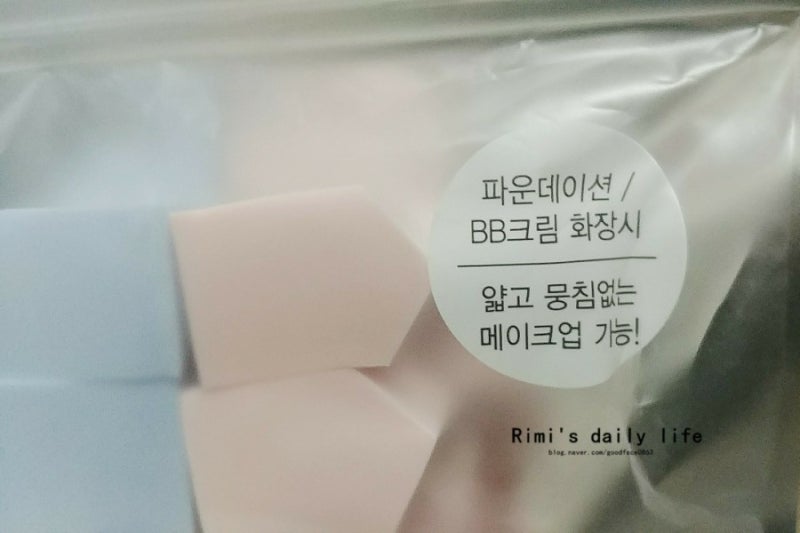 파운데이션 /
BB크림 화장시
얇고 뭉침없는
메이크업 가능!
Rimi's daily life